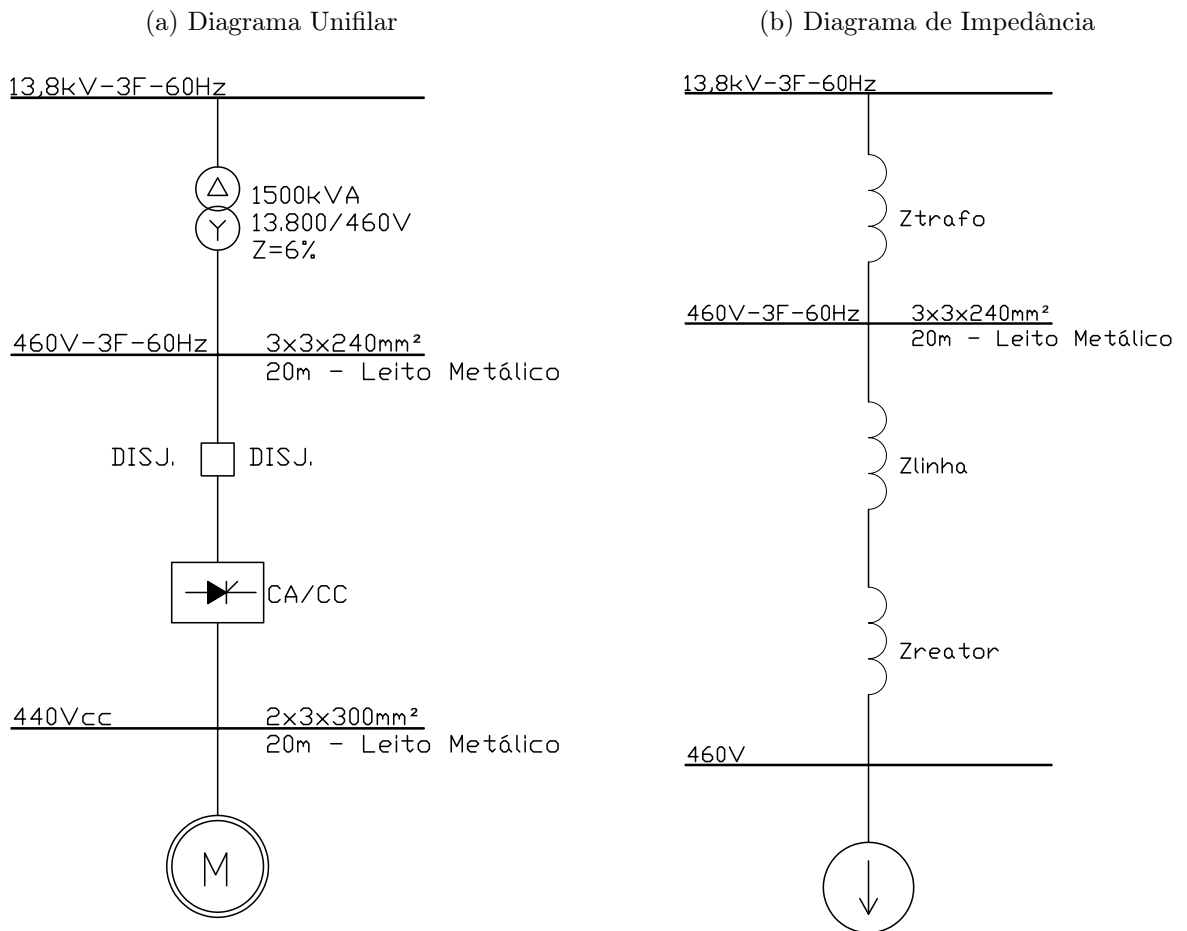 (a) Diagrama Unifilar
13,8kV-3F-60Hz
1500kVA
13.800/460V
Z=6%
460V-3F-60Hz
3x3x240mm²
20m - Leito Metálico
DISJ.
DISJ.
CA/CC
440Vcc
2x3x300mm²
20m - Leito Metálico
M
(b) Diagrama de Impedância
13,8kV-3F-60Hz
Ztrafo
460V-3F-60Hz
3x3x240mm²
20m - Leito Metálico
Zlinha
Zreator
460V